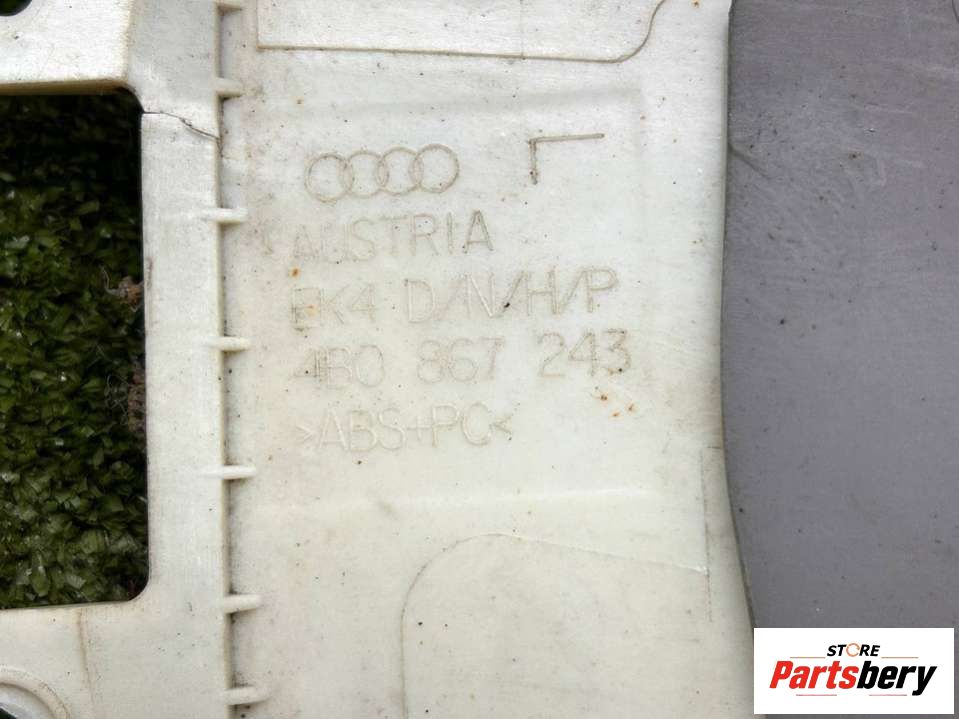 AUSTRIA
EK4 D/N/H/P
4B0 867 243
>ABS+PC<
STORE
Partsbery